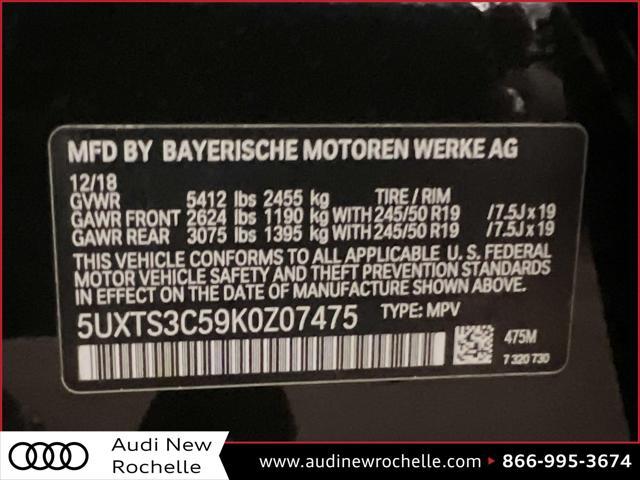 MFD BY BAYERISCHE MOTOREN WERKE AG
12/18
GVWR 5412 lbs 2455 kg TIRE / RIM
GAWR FRONT 2624 lbs 1190 kg WITH 245/50 R19 /7.5J x 19
GAWR REAR 3075 lbs 1395 kg WITH 245/50 R19 /7.5J x 19
THIS VEHICLE CONFORMS TO ALL APPLICABLE U. S. FEDERAL
MOTOR VEHICLE SAFETY AND THEFT PREVENTION STANDARDS
IN EFFECT ON THE DATE OF MANUFACTURE SHOWN ABOVE.
5UXTS3C59K0Z07475 TYPE: MPV
475M
7 320 730
Audi New
Rochelle
www.audinewrochelle.com 866-995-3674